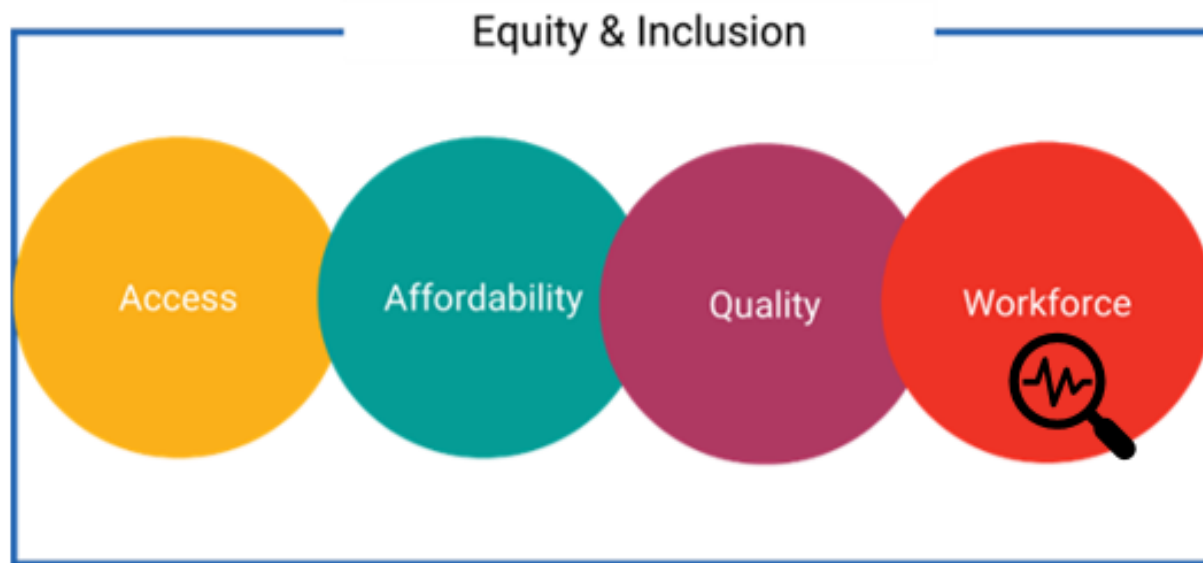 Equity & Inclusion
Access
Affordability
Quality
Workforce